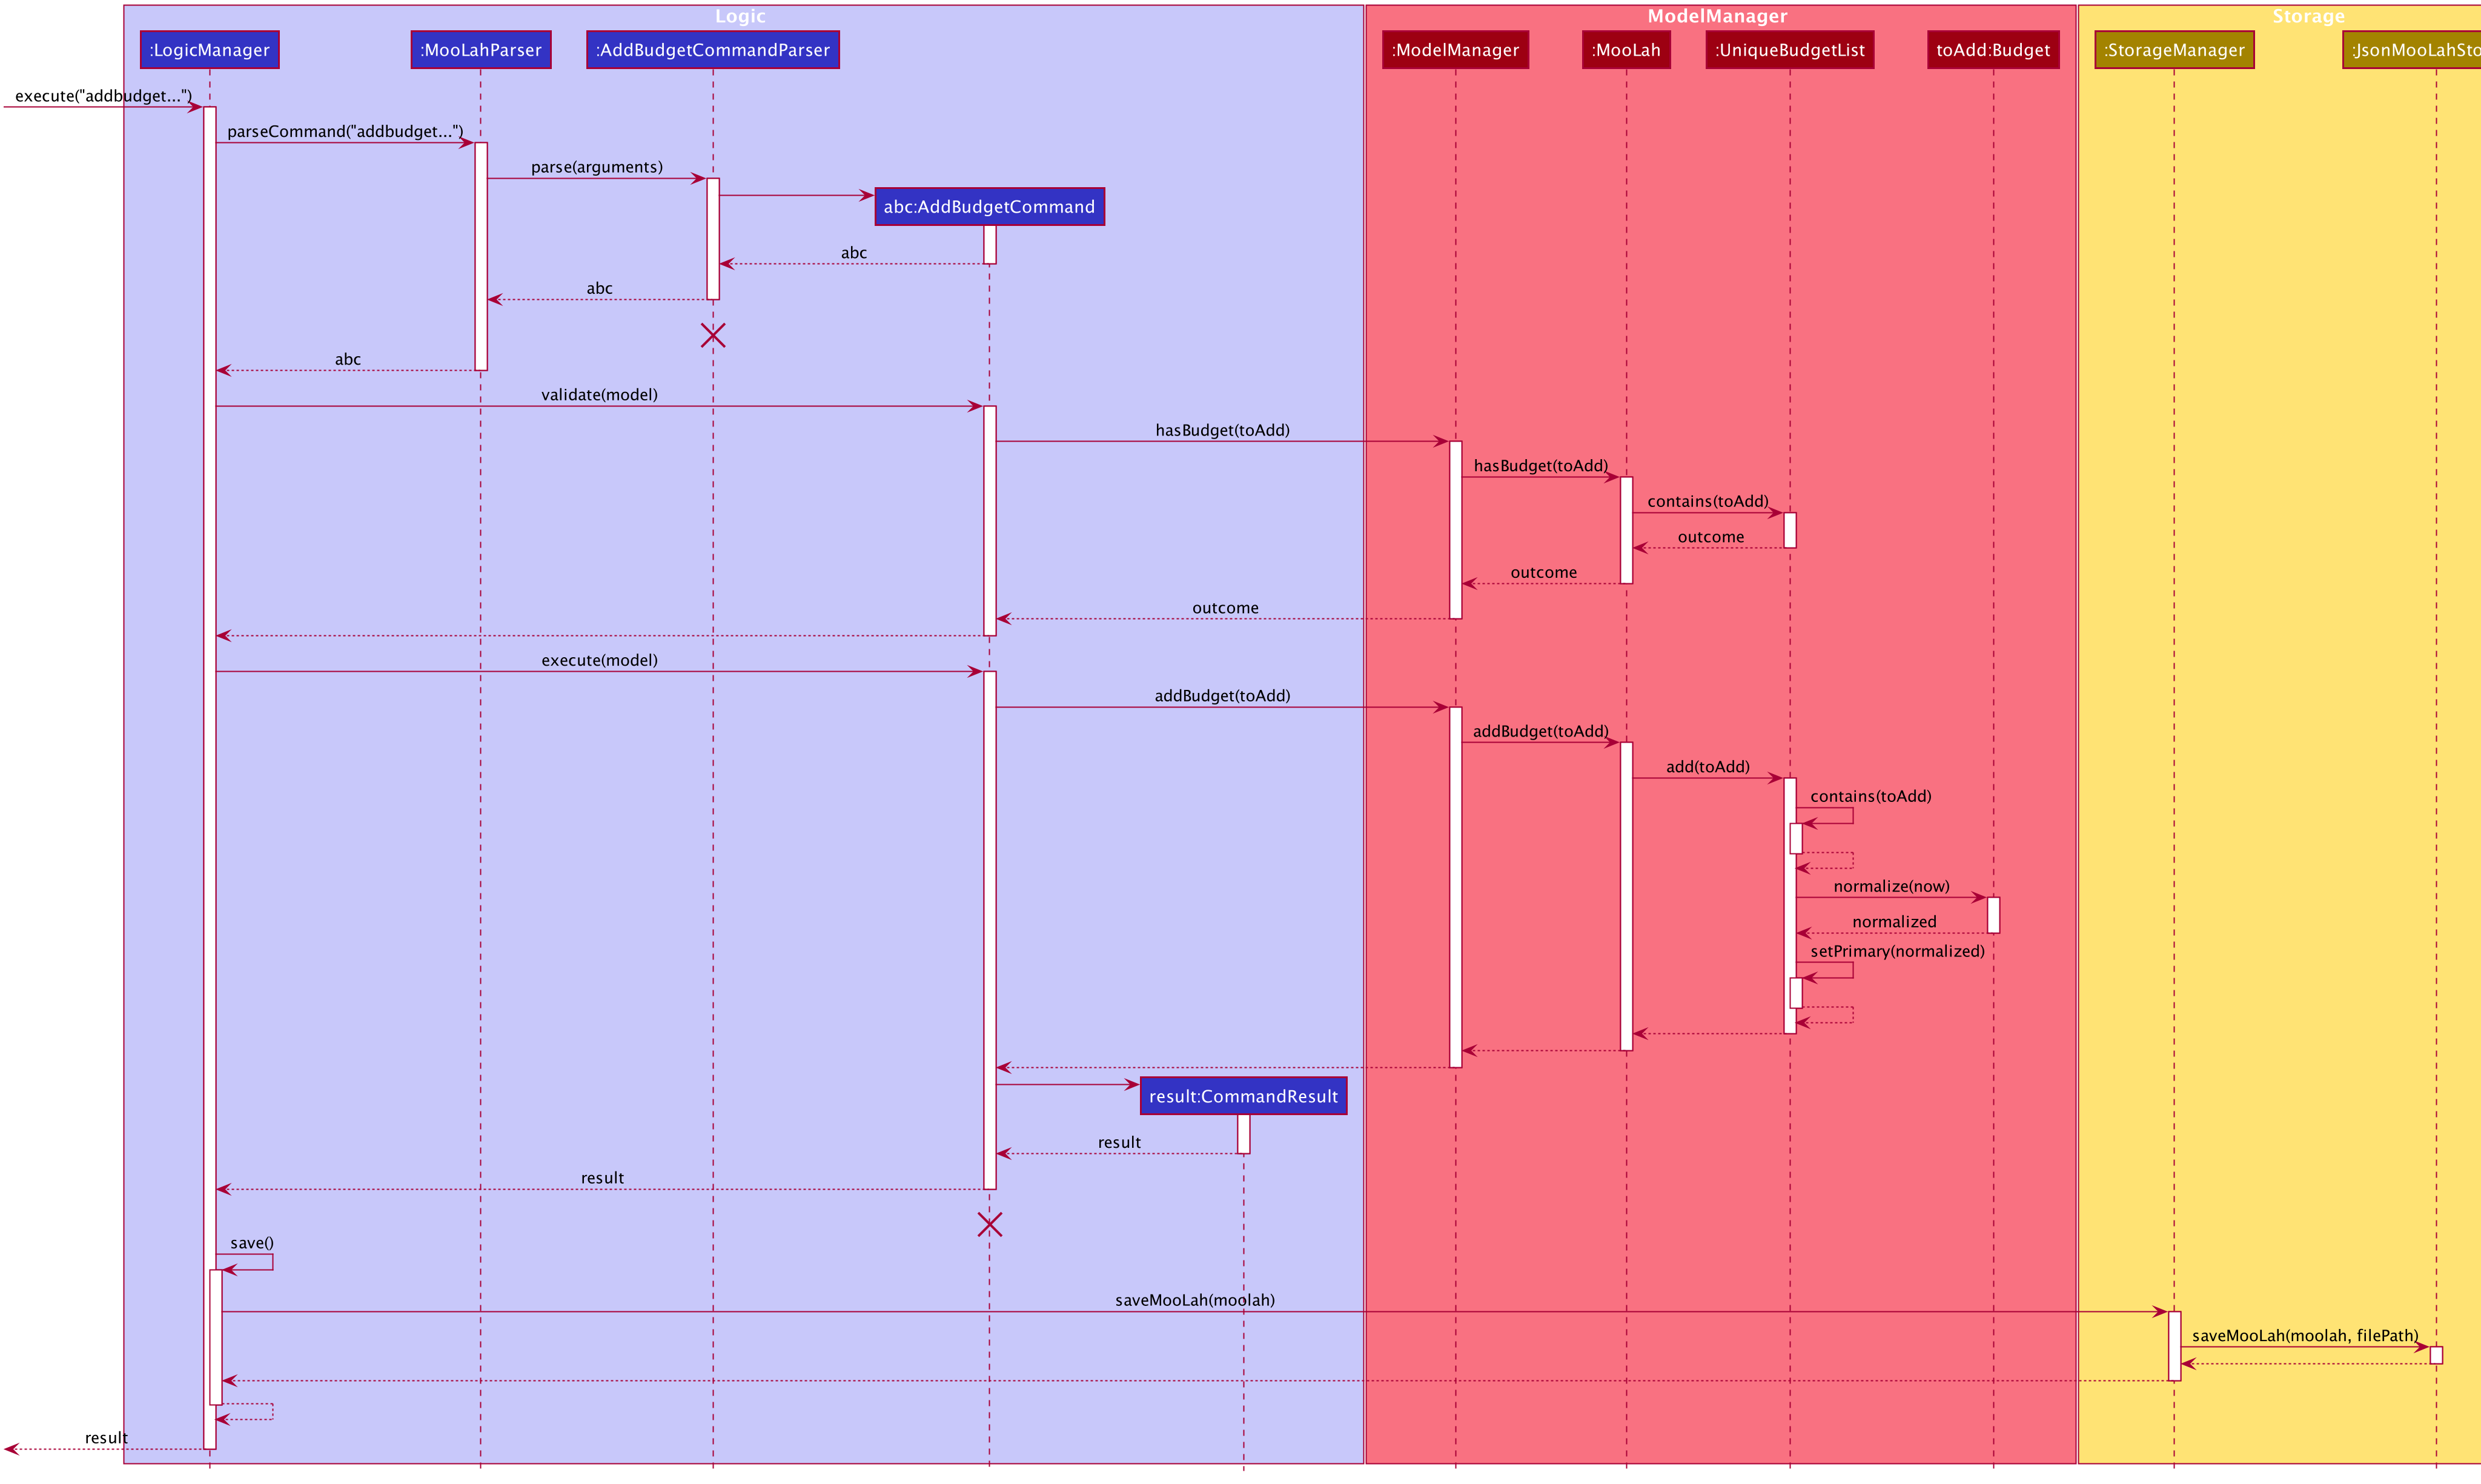 Logic
ModelManager
Storage
:LogicManager
:MooLahParser
:AddBudgetCommandParser
:ModelManager
:MooLah
:UniqueBudgetList
toAdd:Budget
:StorageManager
:JsonMooLahSto
execute("addbudget...")
parseCommand("addbudget...")
parse(arguments)
abc:AddBudgetCommand
abc
abc
abc
validate(model)
hasBudget(toAdd)
hasBudget(toAdd)
contains(toAdd)
outcome
outcome
outcome
execute(model)
addBudget(toAdd)
addBudget(toAdd)
add(toAdd)
contains(toAdd)
normalize(now)
normalized
setPrimary(normalized)
result:CommandResult
result
result
save()
saveMooLah(moolah)
saveMooLah(moolah, filePath)
result